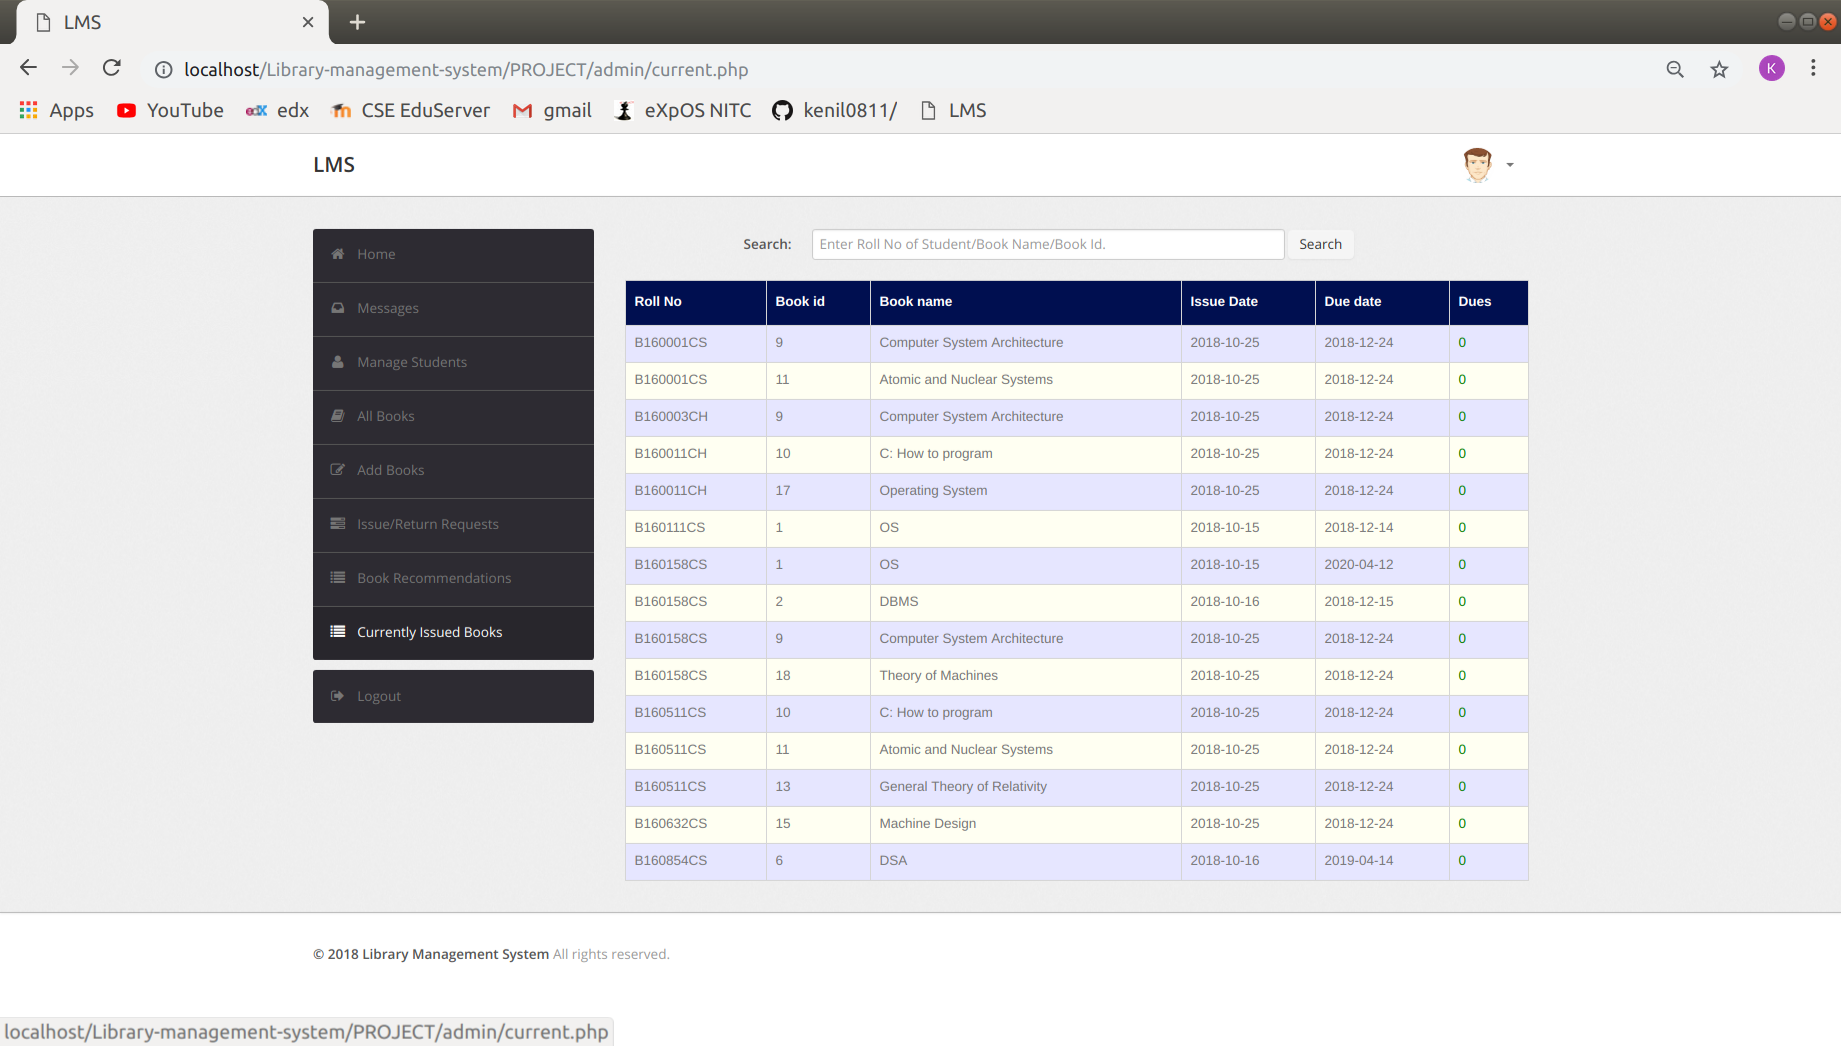 LMS
localhost/Library-management-system/PROJECT/admin/current.php
K
Apps YouTube edx CSE EduServer gmail eXpOS NITC kenil0811/ LMS
LMS
Home
Messages
Manage Students
All Books
Add Books
Issue/Return Requests
Book Recommendations
Currently Issued Books
Logout
Search: Enter Roll No of Student/Book Name/Book Id. Search
Roll No Book id Book name Issue Date Due date Dues
B160001CS 9 Computer System Architecture 2018-10-25 2018-12-24 0
B160001CS 11 Atomic and Nuclear Systems 2018-10-25 2018-12-24 0
B160003CH 9 Computer System Architecture 2018-10-25 2018-12-24 0
B160011CH 10 C: How to program 2018-10-25 2018-12-24 0
B160011CH 17 Operating System 2018-10-25 2018-12-24 0
B160111CS 1 OS 2018-10-15 2018-12-14 0
B160158CS 1 OS 2018-10-15 2020-04-12 0
B160158CS 2 DBMS 2018-10-16 2018-12-15 0
B160158CS 9 Computer System Architecture 2018-10-25 2018-12-24 0
B160158CS 18 Theory of Machines 2018-10-25 2018-12-24 0
B160511CS 10 C: How to program 2018-10-25 2018-12-24 0
B160511CS 11 Atomic and Nuclear Systems 2018-10-25 2018-12-24 0
B160511CS 13 General Theory of Relativity 2018-10-25 2018-12-24 0
B160632CS 15 Machine Design 2018-10-25 2018-12-24 0
B160854CS 6 DSA 2018-10-16 2019-04-14 0
© 2018 Library Management System All rights reserved.
localhost/Library-management-system/PROJECT/admin/current.php